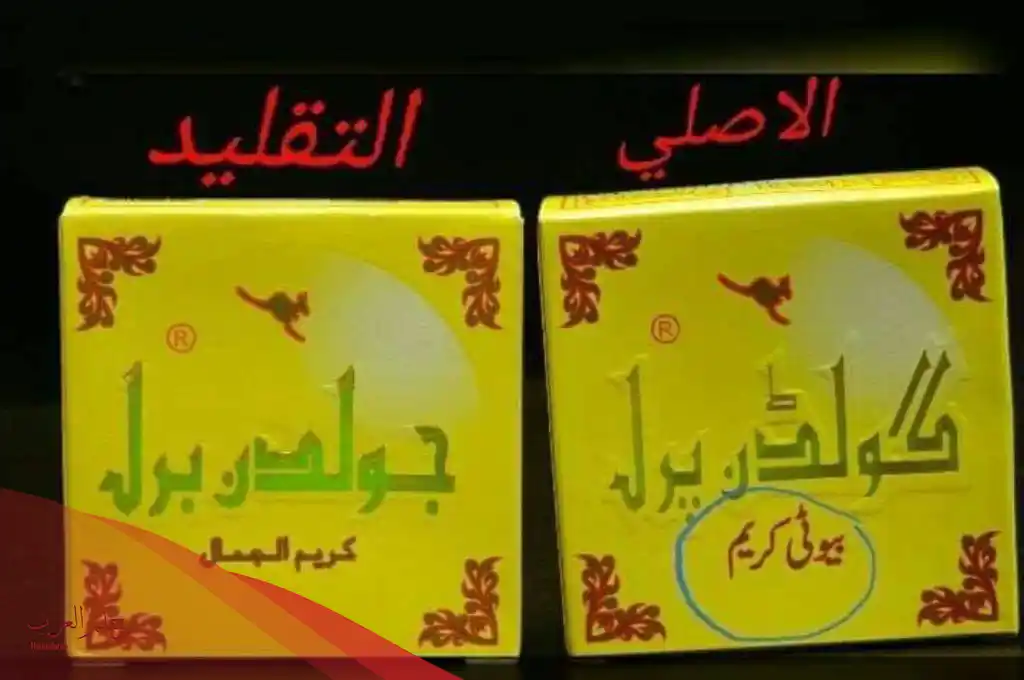 الاصلي
التقليد
®
گولڈن پرل
بیوٹی کریم
®
جولدن برل
كريم الجمال